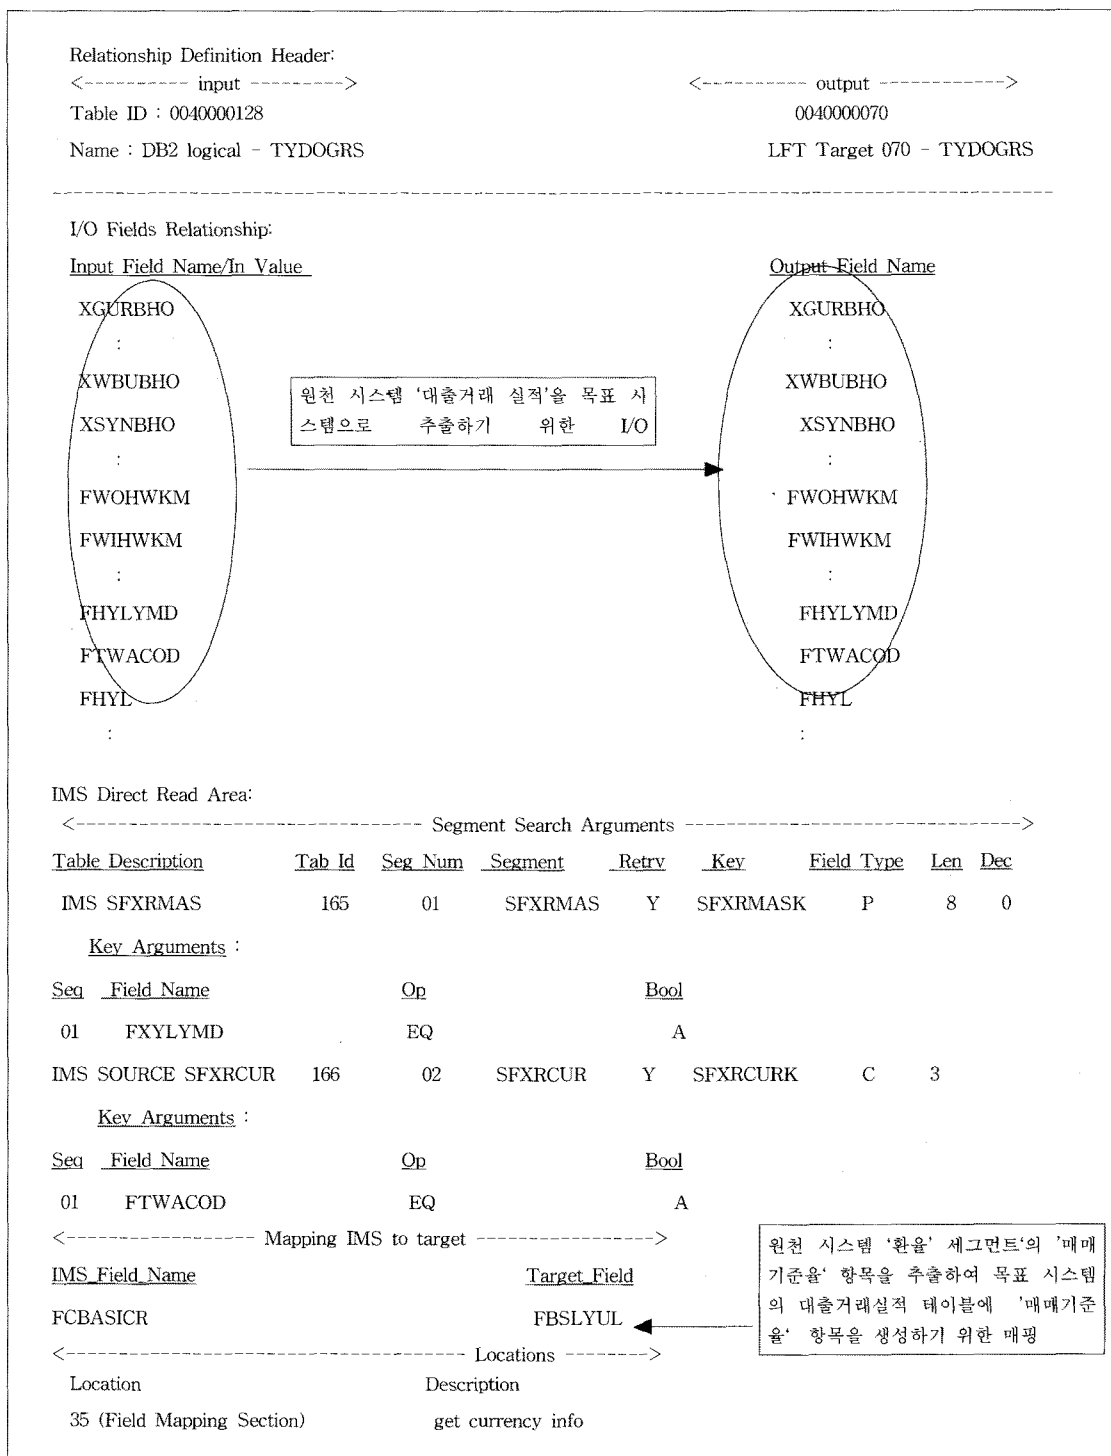 Relationship Definition Header:
<---------- input ---------> <---------- output ------------>
Table ID : 0040000128 0040000070
Name : DB2 logical - TYDOGRS LFT Target 070 - TYDOGRS
I/O Fields Relationship:
Input Field Name/In Value Output Field Name
XGURBHO XGURBHO
: :
XWBUBHO XWBUBHO
원천 시스템 '대출거래 실적'을 목표 시
스템으로 추출하기 위한 I/O
XSYNBHO XSYNBHO
: :
FWOHWKM FWOHWKM
FWIHWKM FWIHWKM
: :
FHYLYMD FHYLYMD
FTWACOD FTWACOD
FHYL FHYL
: :
IMS Direct Read Area:
<---------------------------------- Segment Search Arguments --------------------------------->
Table Description Tab Id Seg Num Segment Retrv Key Field Type Len Dec
IMS SFXRMAS 165 01 SFXRMAS Y SFXRMASK P 8 0
Key Arguments :
Seq Field Name Op Bool
01 FXYLYMD EQ A
IMS SOURCE SFXRCUR 166 02 SFXRCUR Y SFXRCURK C 3
Key Arguments :
Seq Field Name Op Bool
01 FTWACOD EQ A
<------------------- Mapping IMS to target ------------------>
IMS_Field_Name Target_Field
FCBASICR FBSLYUL
원천 시스템 '환율' 세그먼트'의 '매매
기준율' 항목을 추출하여 목표 시스템
의 대출거래실적 테이블에 '매매기준
율' 항목을 생성하기 위한 매핑
<--------------------------------------- Locations --------->
Location Description
35 (Field Mapping Section) get currency info